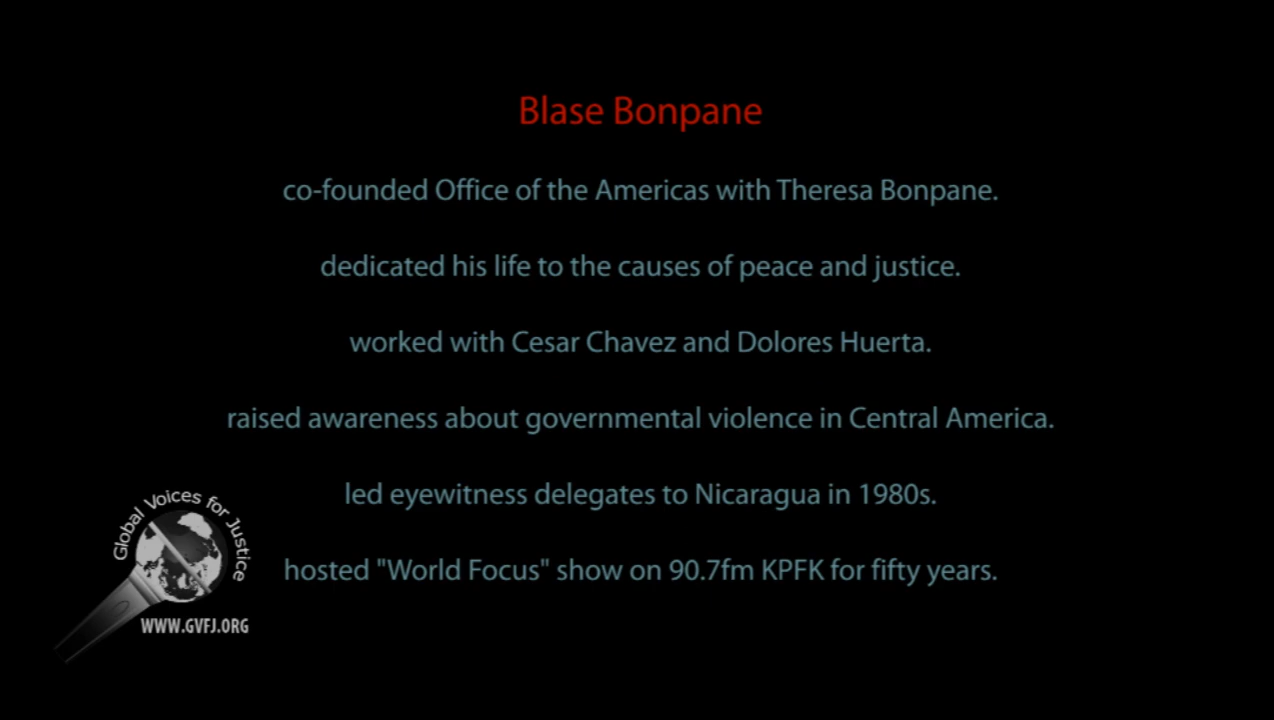 Blase Bonpane
co-founded Office of the Americas with Theresa Bonpane.
dedicated his life to the causes of peace and justice.
worked with Cesar Chavez and Dolores Huerta.
raised awareness about governmental violence in Central America.
led eyewitness delegates to Nicaragua in 1980s.
hosted "World Focus" show on 90.7fm KPFK for fifty years.
Global Voices for Justice
WWW.GVFJ.ORG